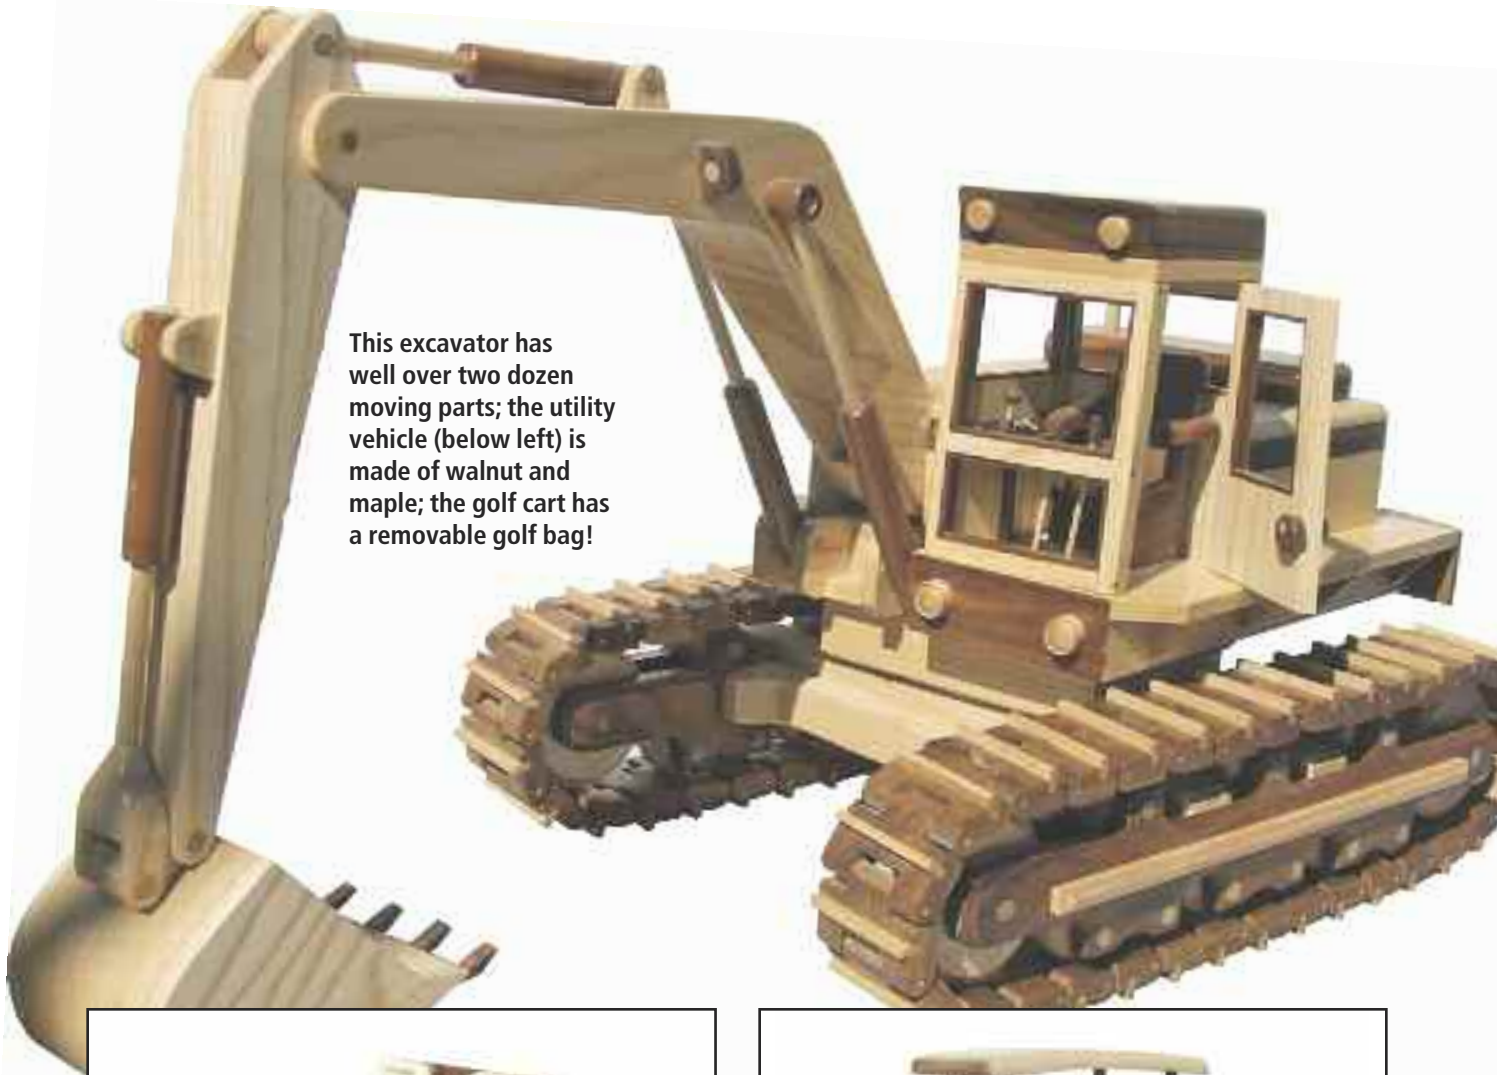 This excavator has
well over two dozen
moving parts; the utility
vehicle (below left) is
made of walnut and
maple; the golf cart has
a removable golf bag!